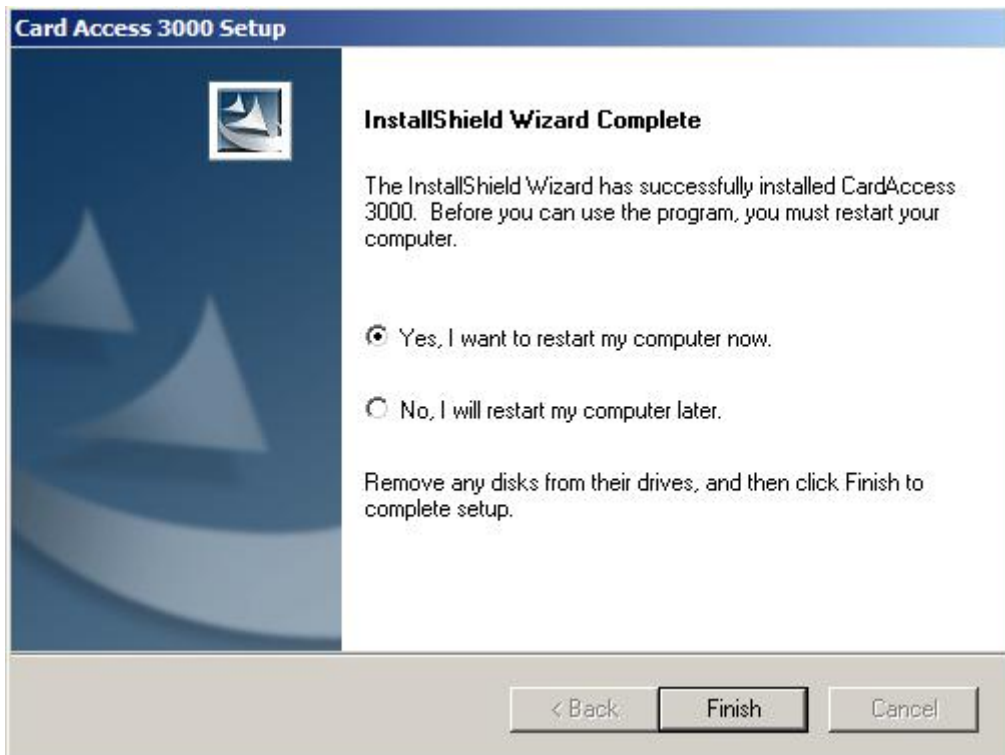 Card Access 3000 Setup
InstallShield Wizard Complete
The InstallShield Wizard has successfully installed CardAccess
3000. Before you can use the program, you must restart your
computer.
Yes, I want to restart my computer now.
No, I will restart my computer later.
Remove any disks from their drives, and then click Finish to
complete setup.
< Back
Finish
Cancel